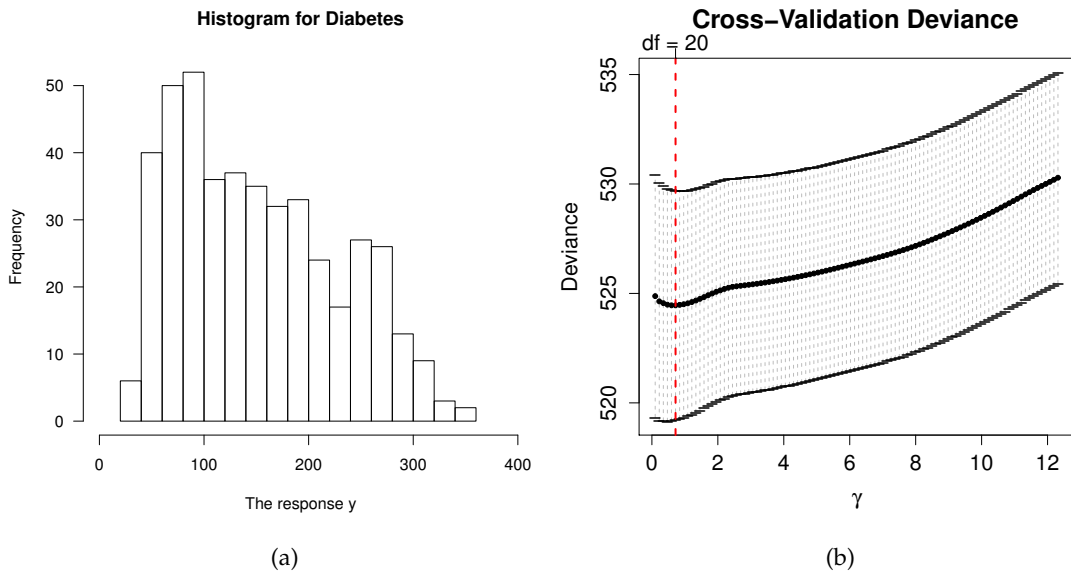 Histogram for Diabetes
Frequency
50
40
30
20
10
0
0 100 200 300 400
The response y
(a)
Cross−Validation Deviance
df = 20
Deviance
535
530
525
520
0 2 4 6 8 10 12
γ
(b)